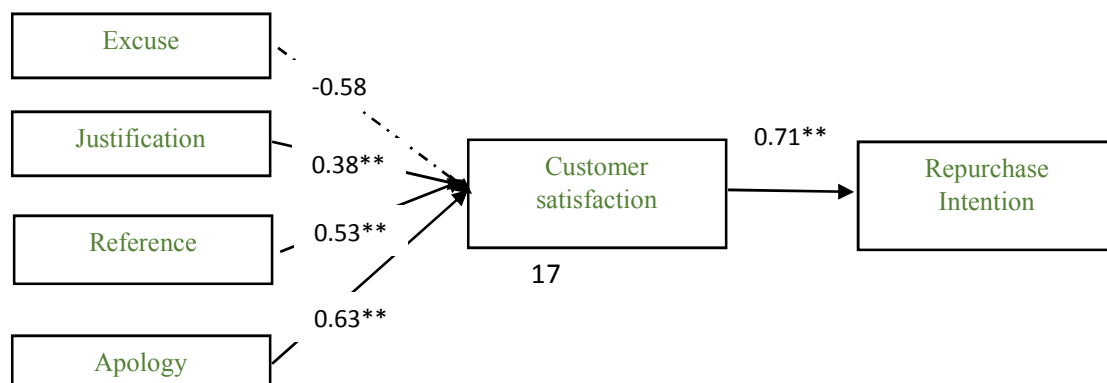 Excuse
-0.58
Justification
0.38**
Customer
satisfaction
0.71**
Repurchase
Intention
Reference
0.53**
17
0.63**
Apology